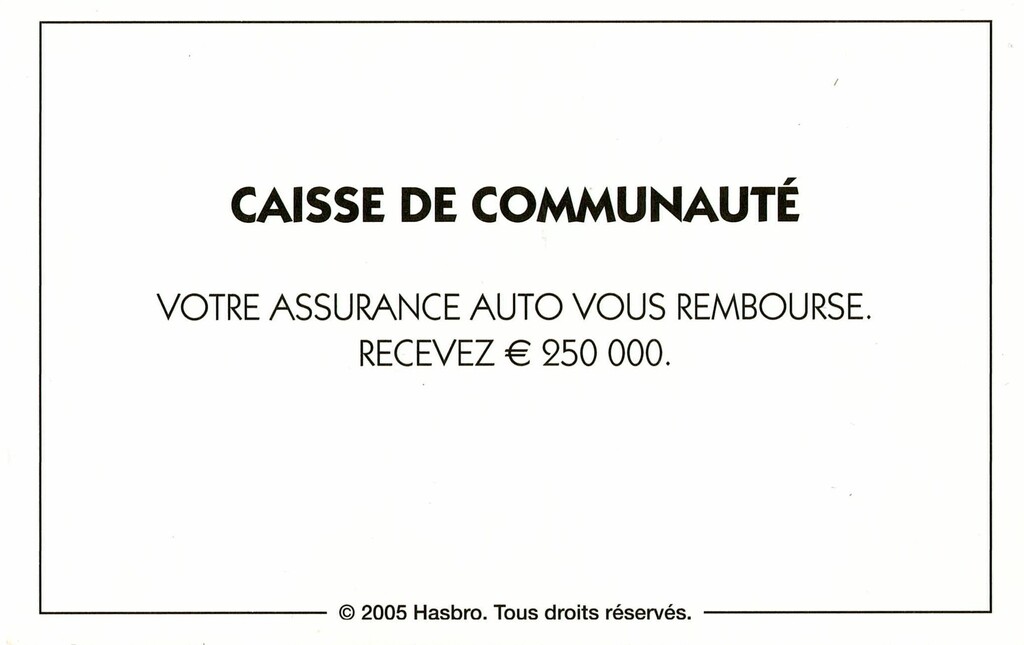 CAISSE DE COMMUNAUTÉ
VOTRE ASSURANCE AUTO VOUS REMBOURSE.
RECEVEZ € 250 000.
© 2005 Hasbro. Tous droits réservés.